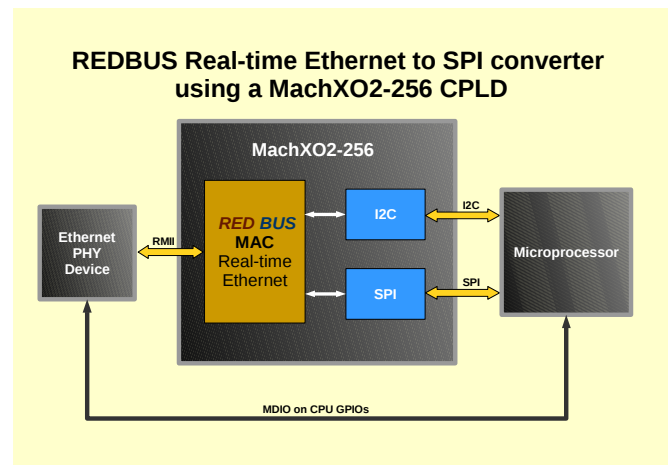 REDBUS Real-time Ethernet to SPI converter
using a MachXO2-256 CPLD
MachXO2-256
Ethernet
PHY
Device
RMII
RED BUS
MAC
Real-time
Ethernet
I2C
SPI
I2C
SPI
Microprocessor
MDIO on CPU GPIOs